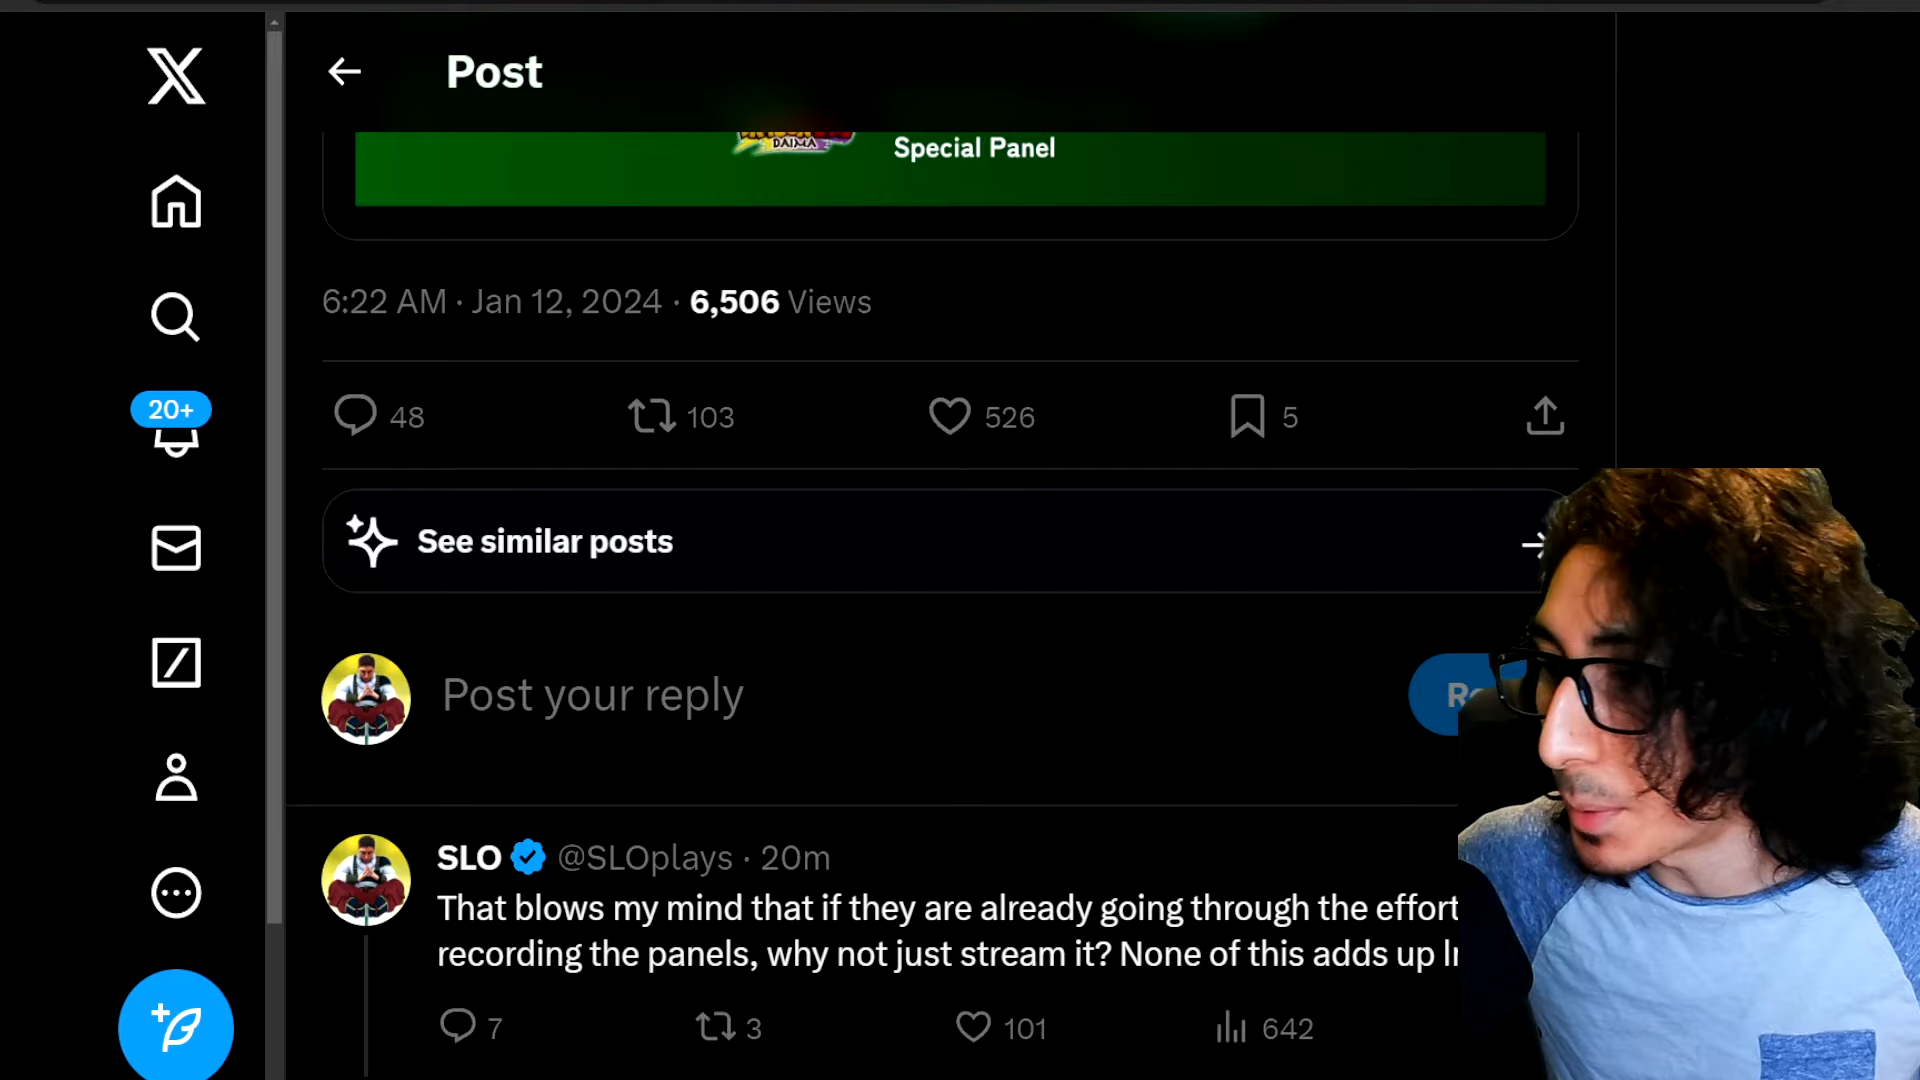 Post
DAIMA
Special Panel
6:22 AM · Jan 12, 2024 · 6,506 Views
48 103 526 5
20+
See similar posts
Post your reply
SLO @SLOplays · 20m
That blows my mind that if they are already going through the effort
recording the panels, why not just stream it? None of this adds up
7 3 101 642